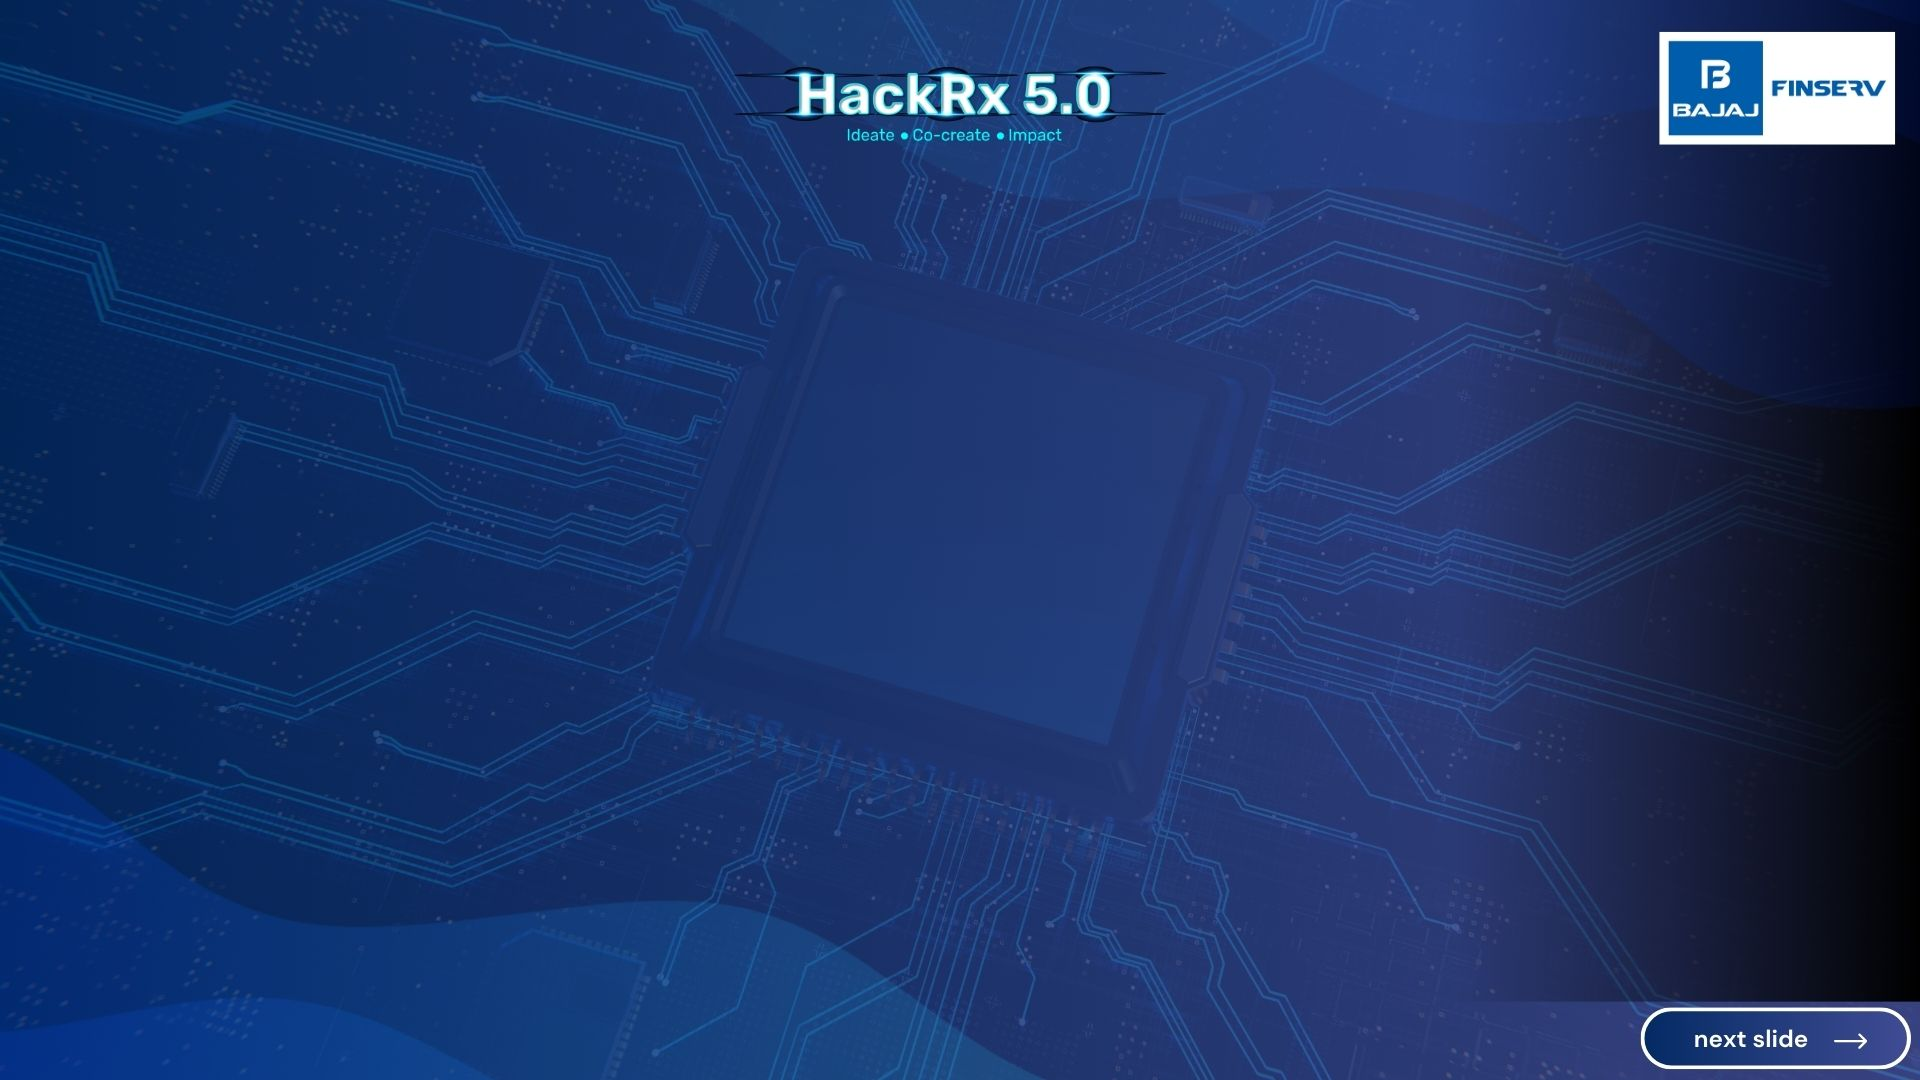 HackRx 5.0
Ideate • Co-create • Impact
BAJAJ
FINSERV
next slide